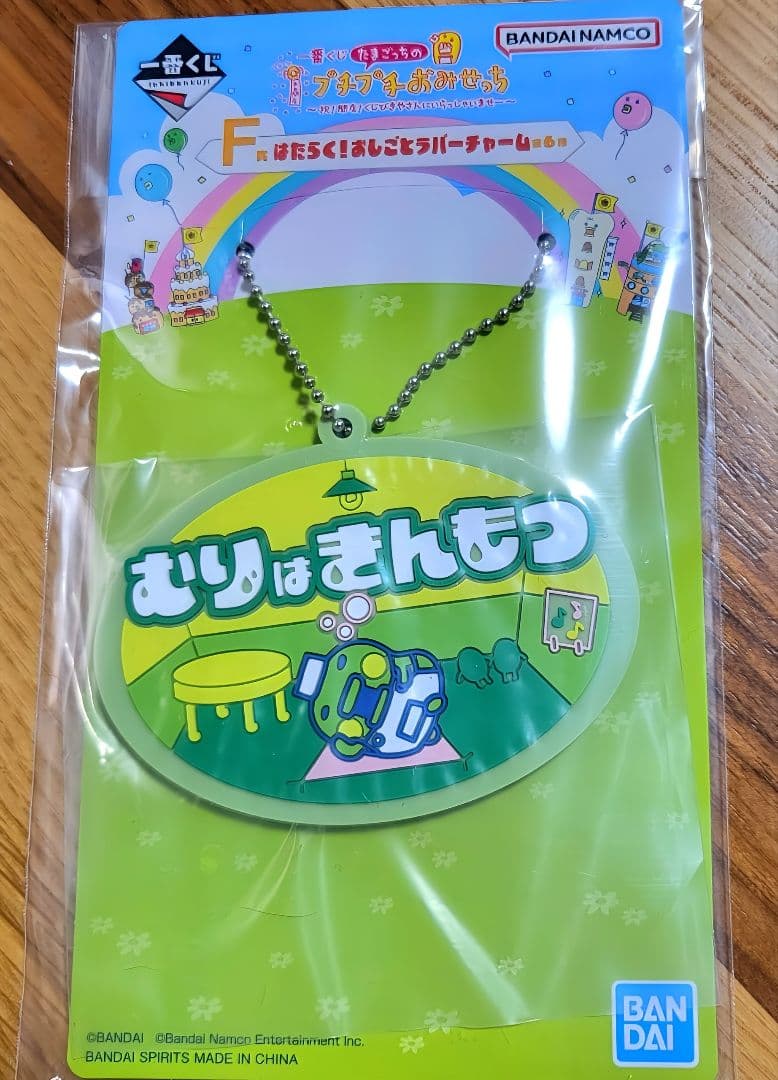 一番くじ
ICHIBANKUJI
BANDAI NAMCO
一番くじ たまごっちの
プチプチおみせっち
～祝！開店！くじびきやさんにいらっしゃいませ～
F賞 はたらく！おしごとラバーチャーム 全6種
むりはきんもつ
©BANDAI ©Bandai Namco Entertainment Inc.
BANDAI SPIRITS MADE IN CHINA
BAN
DAI